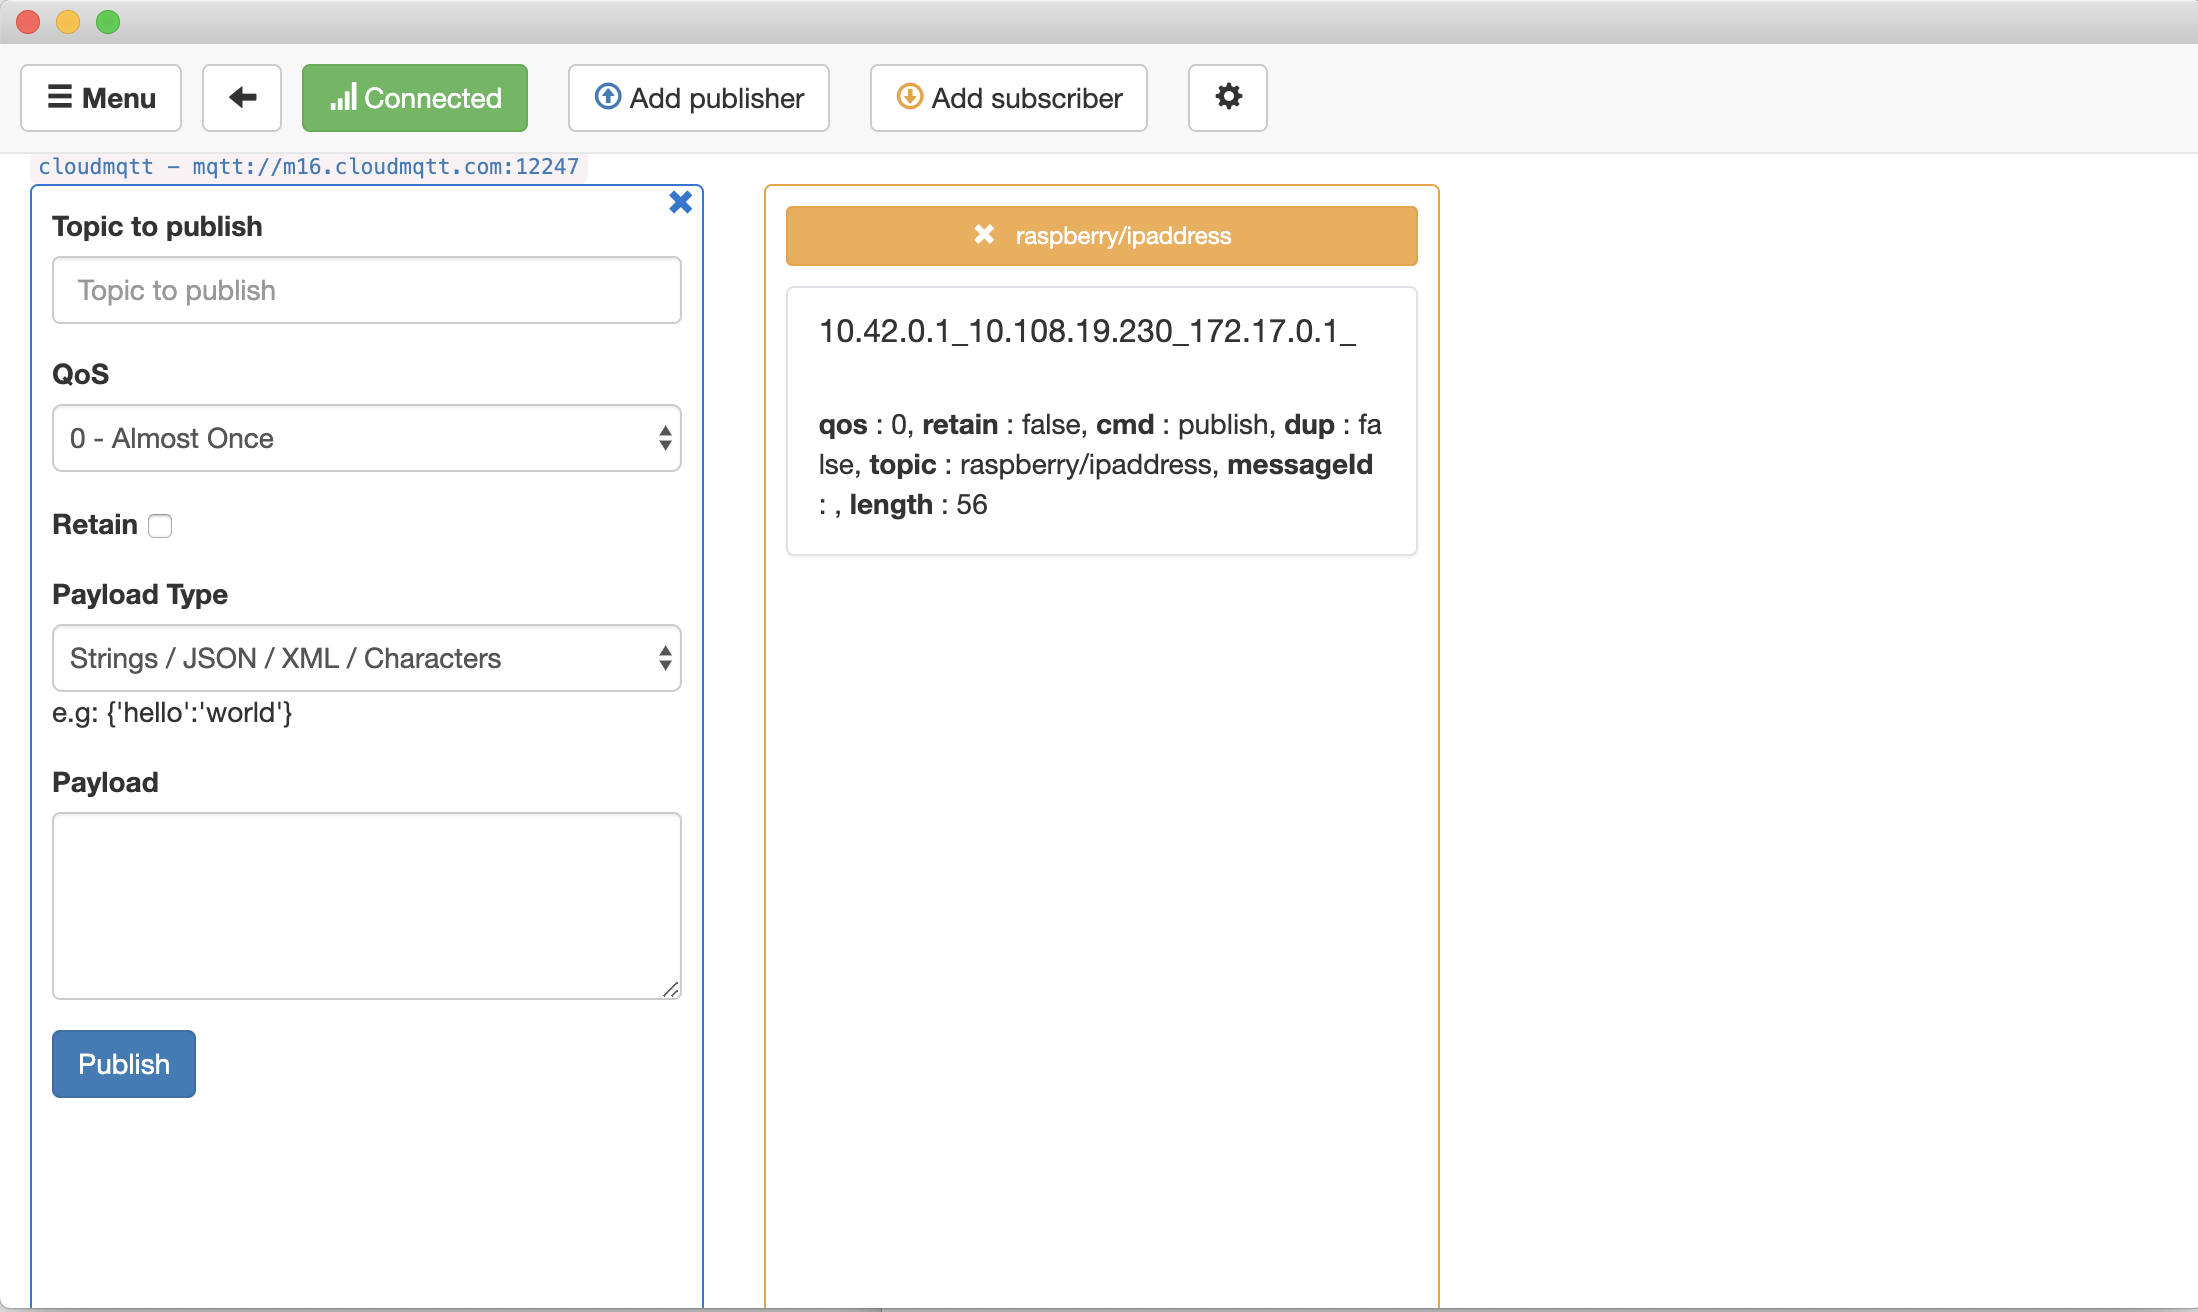 Menu
Connected
Add publisher
Add subscriber
cloudmqtt - mqtt://m16.cloudmqtt.com:12247
Topic to publish
Topic to publish
QoS
0 - Almost Once
Retain
Payload Type
Strings / JSON / XML / Characters
e.g: {'hello':'world'}
Payload
Publish
raspberry/ipaddress
10.42.0.1_10.108.19.230_172.17.0.1_
qos : 0, retain : false, cmd : publish, dup : fa
lse, topic : raspberry/ipaddress, messageId
: , length : 56